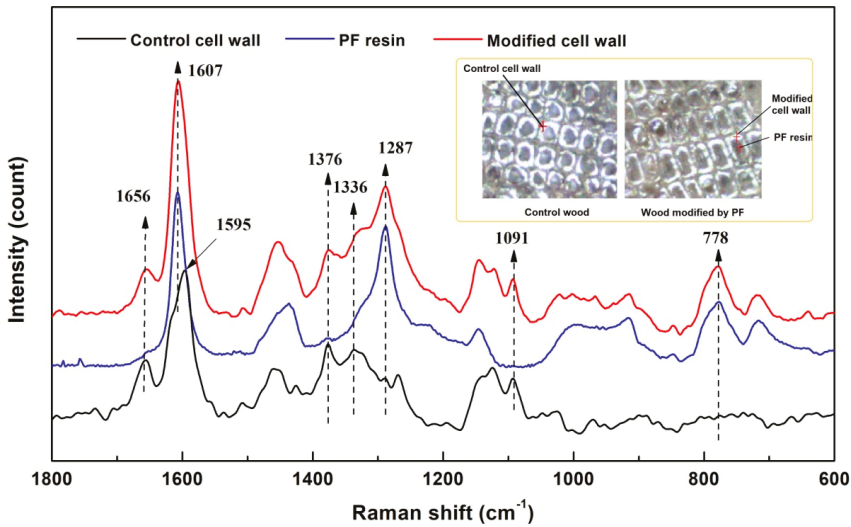 Control cell wall PF resin Modified cell wall
1607
1656
1595
1376
1336
1287
1091
778
Control cell wall
Modified
cell wall
PF resin
Control wood
Wood modified by PF
Intensity (count)
1800 1600 1400 1200 1000 800 600
Raman shift (cm⁻¹)